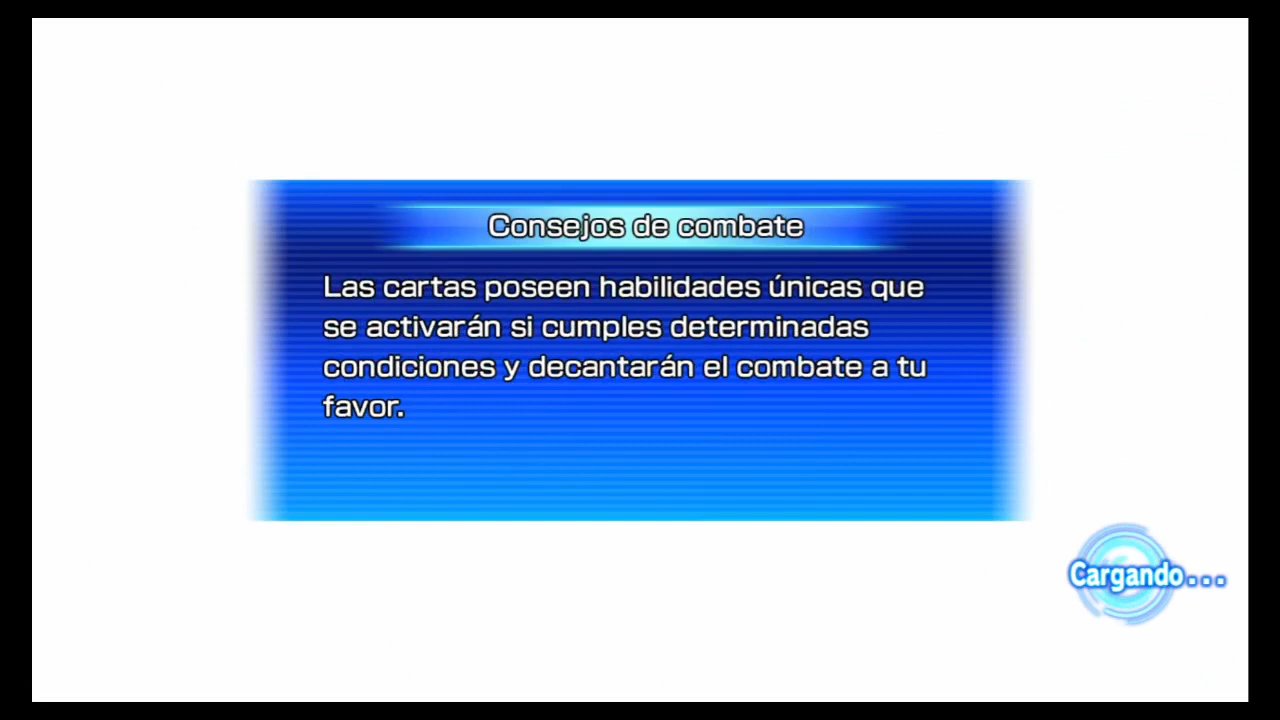 Consejos de combate
Las cartas poseen habilidades únicas que
se activarán si cumples determinadas
condiciones y decantarán el combate a tu
favor.
Cargando...